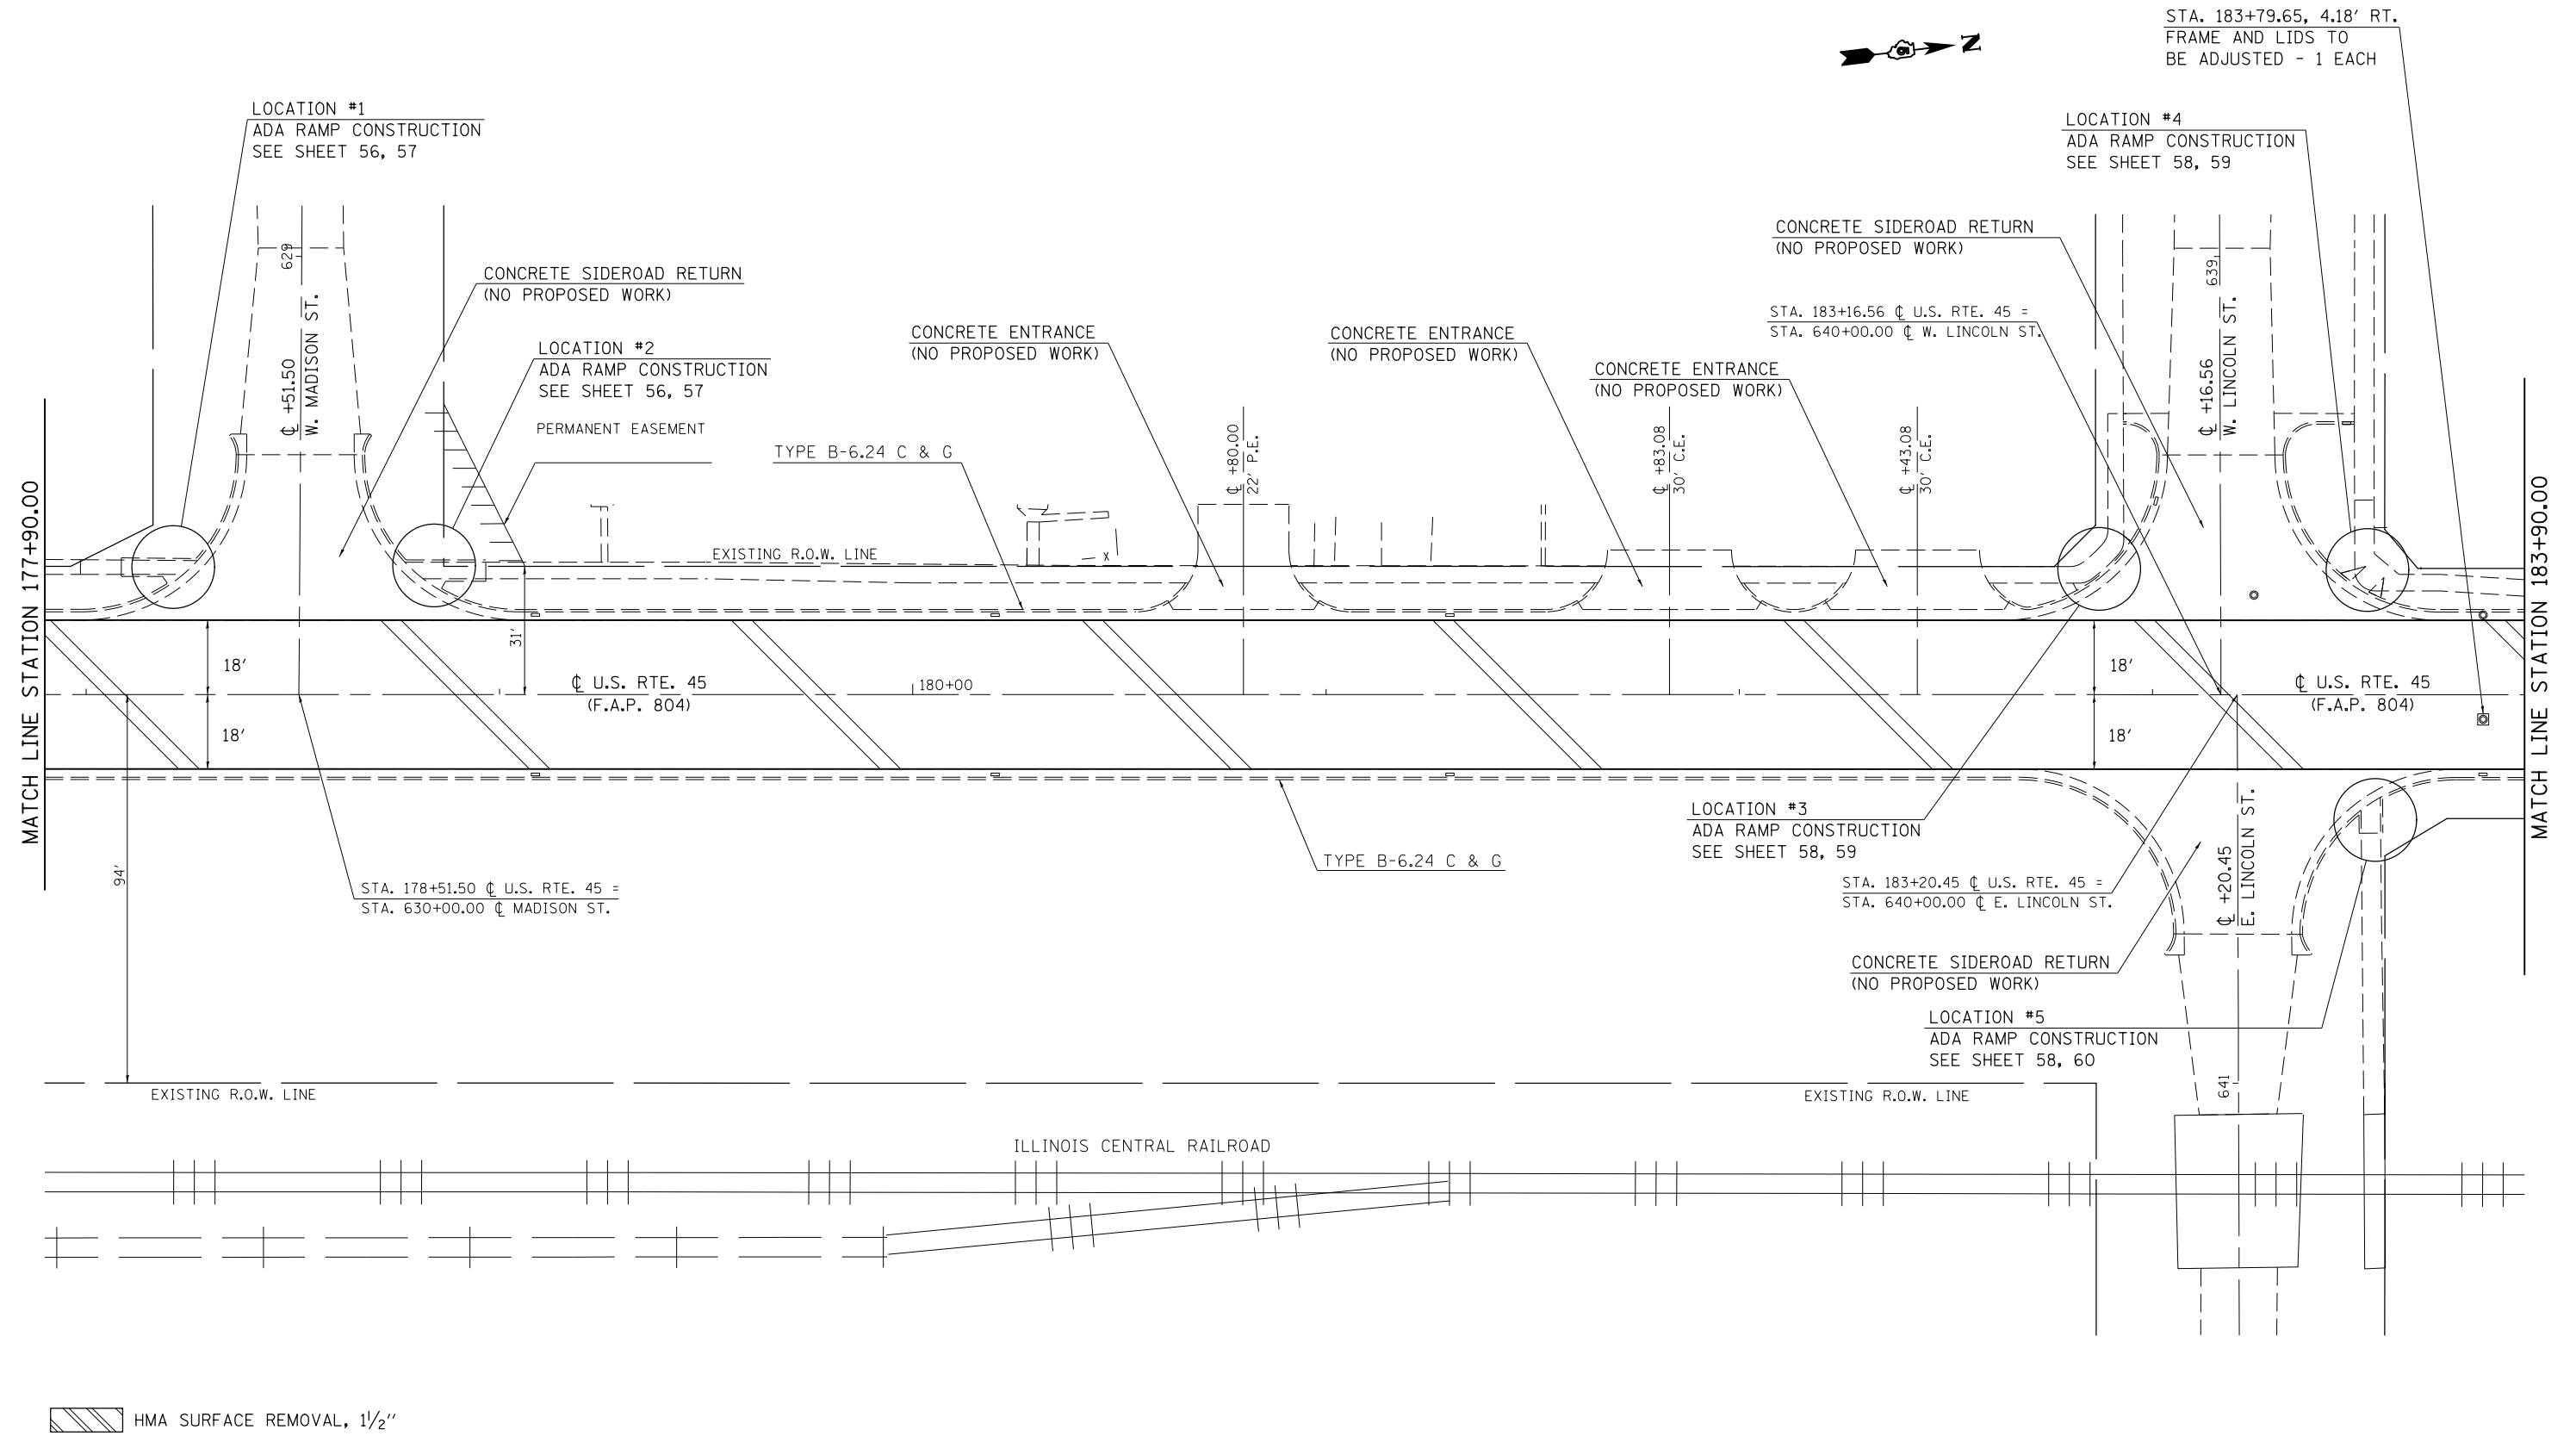 STA. 183+79.65, 4.18' RT.
FRAME AND LIDS TO
BE ADJUSTED - 1 EACH
N
LOCATION #1
ADA RAMP CONSTRUCTION
SEE SHEET 56, 57
LOCATION #4
ADA RAMP CONSTRUCTION
SEE SHEET 58, 59
CONCRETE SIDEROAD RETURN
(NO PROPOSED WORK)
CONCRETE SIDEROAD RETURN
(NO PROPOSED WORK)
629
℄ +51.50
W. MADISON ST.
LOCATION #2
ADA RAMP CONSTRUCTION
SEE SHEET 56, 57
PERMANENT EASEMENT
CONCRETE ENTRANCE
(NO PROPOSED WORK)
CONCRETE ENTRANCE
(NO PROPOSED WORK)
CONCRETE ENTRANCE
(NO PROPOSED WORK)
STA. 183+16.56 ℄ U.S. RTE. 45 =
STA. 640+00.00 ℄ W. LINCOLN ST.
639
℄ +16.56
W. LINCOLN ST.
TYPE B-6.24 C & G
℄ +80.00
22' P.E.
℄ +83.08
30' C.E.
℄ +43.08
30' C.E.
EXISTING R.O.W. LINE
X
MATCH LINE STATION 177+90.00
MATCH LINE STATION 183+90.00
18'
18'
31'
℄ U.S. RTE. 45
(F.A.P. 804)
180+00
18'
18'
℄ U.S. RTE. 45
(F.A.P. 804)
94'
STA. 178+51.50 ℄ U.S. RTE. 45 =
STA. 630+00.00 ℄ MADISON ST.
TYPE B-6.24 C & G
LOCATION #3
ADA RAMP CONSTRUCTION
SEE SHEET 58, 59
STA. 183+20.45 ℄ U.S. RTE. 45 =
STA. 640+00.00 ℄ E. LINCOLN ST.
℄ +20.45
E. LINCOLN ST.
CONCRETE SIDEROAD RETURN
(NO PROPOSED WORK)
LOCATION #5
ADA RAMP CONSTRUCTION
SEE SHEET 58, 60
641
EXISTING R.O.W. LINE
EXISTING R.O.W. LINE
ILLINOIS CENTRAL RAILROAD
HMA SURFACE REMOVAL, 1 1/2"